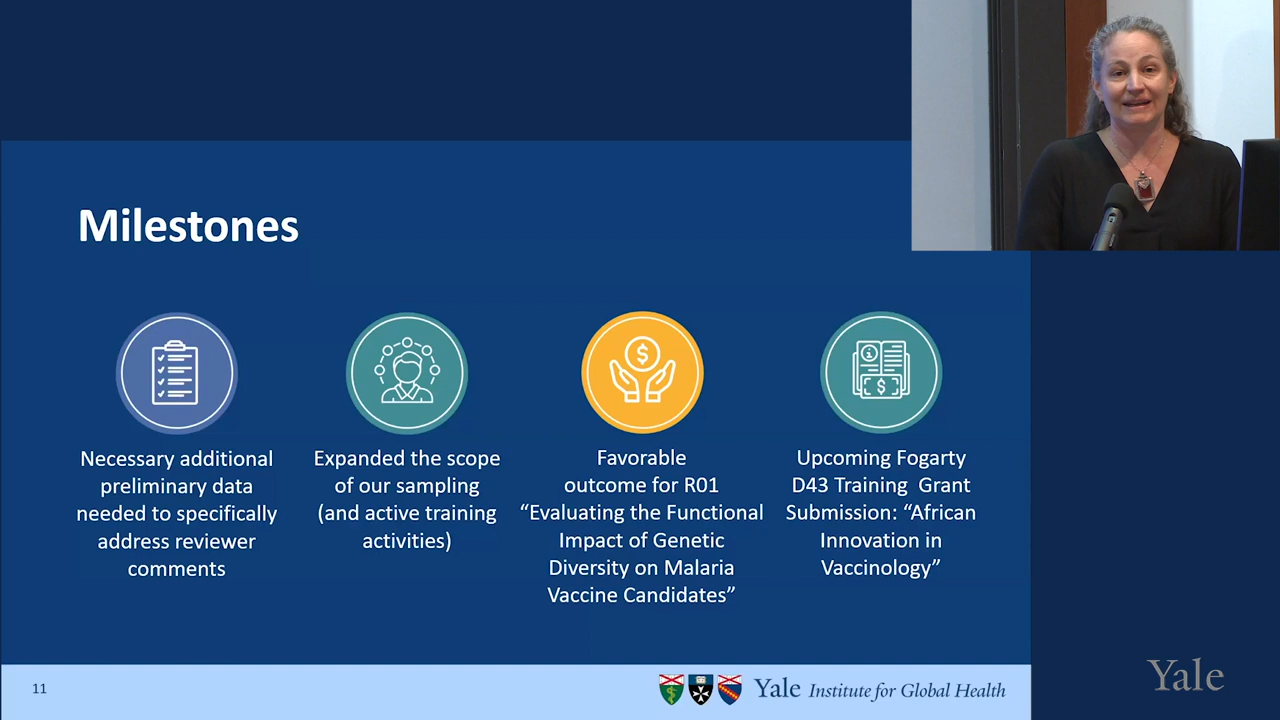 Milestones
Necessary additional
preliminary data
needed to specifically
address reviewer
comments
Expanded the scope
of our sampling
(and active training
activities)
Favorable
outcome for R01
“Evaluating the Functional
Impact of Genetic
Diversity on Malaria
Vaccine Candidates”
Upcoming Fogarty
D43 Training Grant
Submission: “African
Innovation in
Vaccinology”
11
Yale Institute for Global Health
Yale